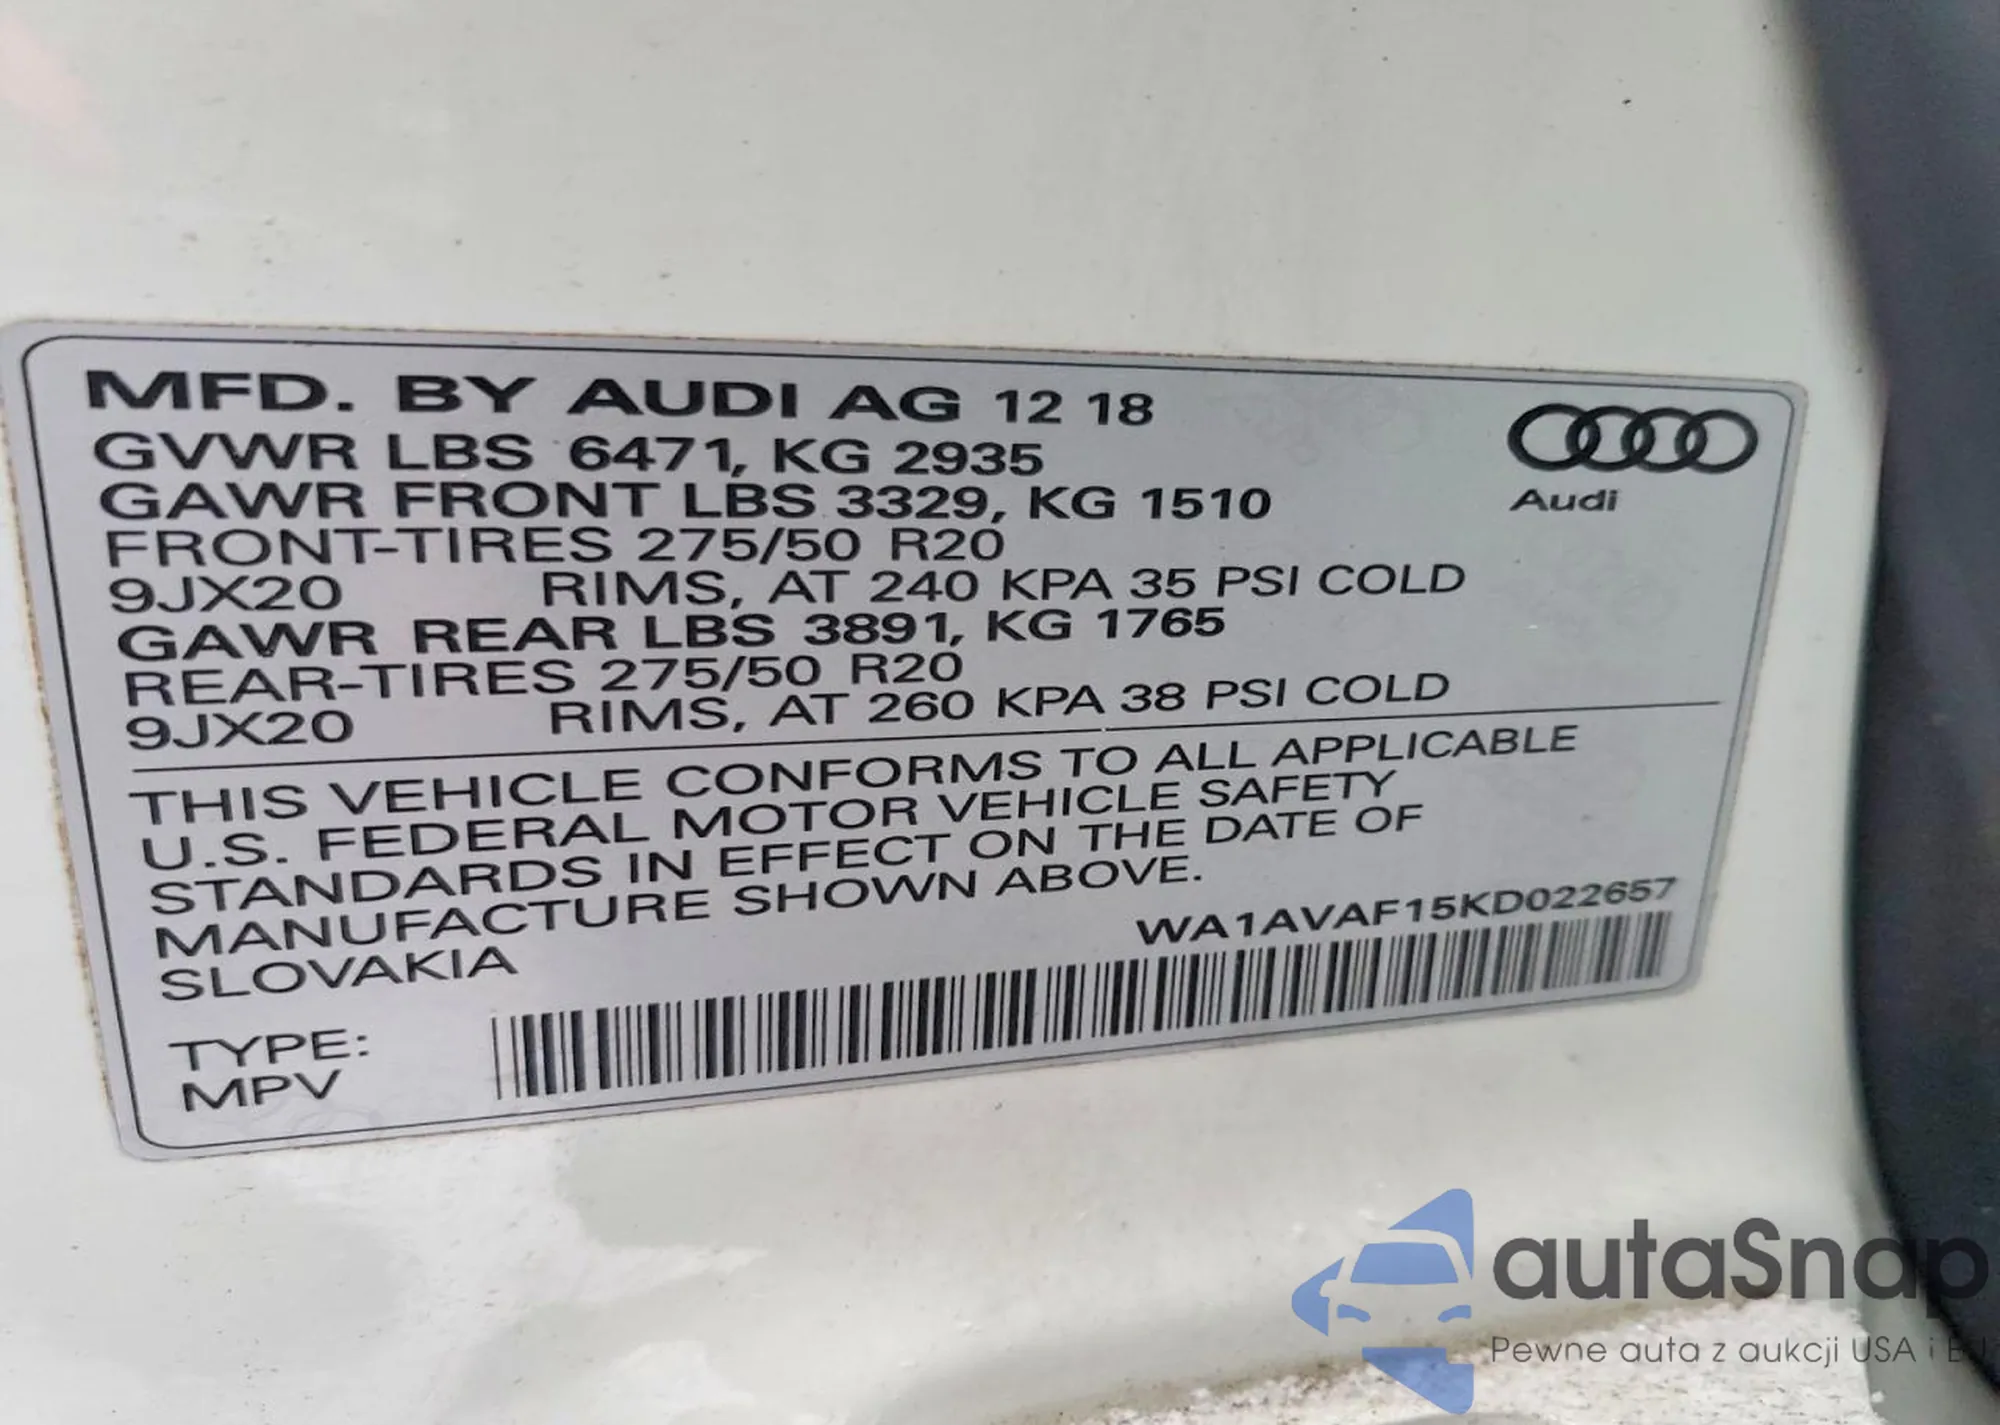 MFD. BY AUDI AG 12 18
GVWR LBS 6471, KG 2935
GAWR FRONT LBS 3329, KG 1510
FRONT-TIRES 275/50 R20
9JX20 RIMS, AT 240 KPA 35 PSI COLD
GAWR REAR LBS 3891, KG 1765
REAR-TIRES 275/50 R20
9JX20 RIMS, AT 260 KPA 38 PSI COLD
Audi
THIS VEHICLE CONFORMS TO ALL APPLICABLE
U.S. FEDERAL MOTOR VEHICLE SAFETY
STANDARDS IN EFFECT ON THE DATE OF
MANUFACTURE SHOWN ABOVE.
SLOVAKIA
WA1AVAF15KD022657
TYPE:
MPV
autaSnap
Pewne auta z aukcji USA i EU